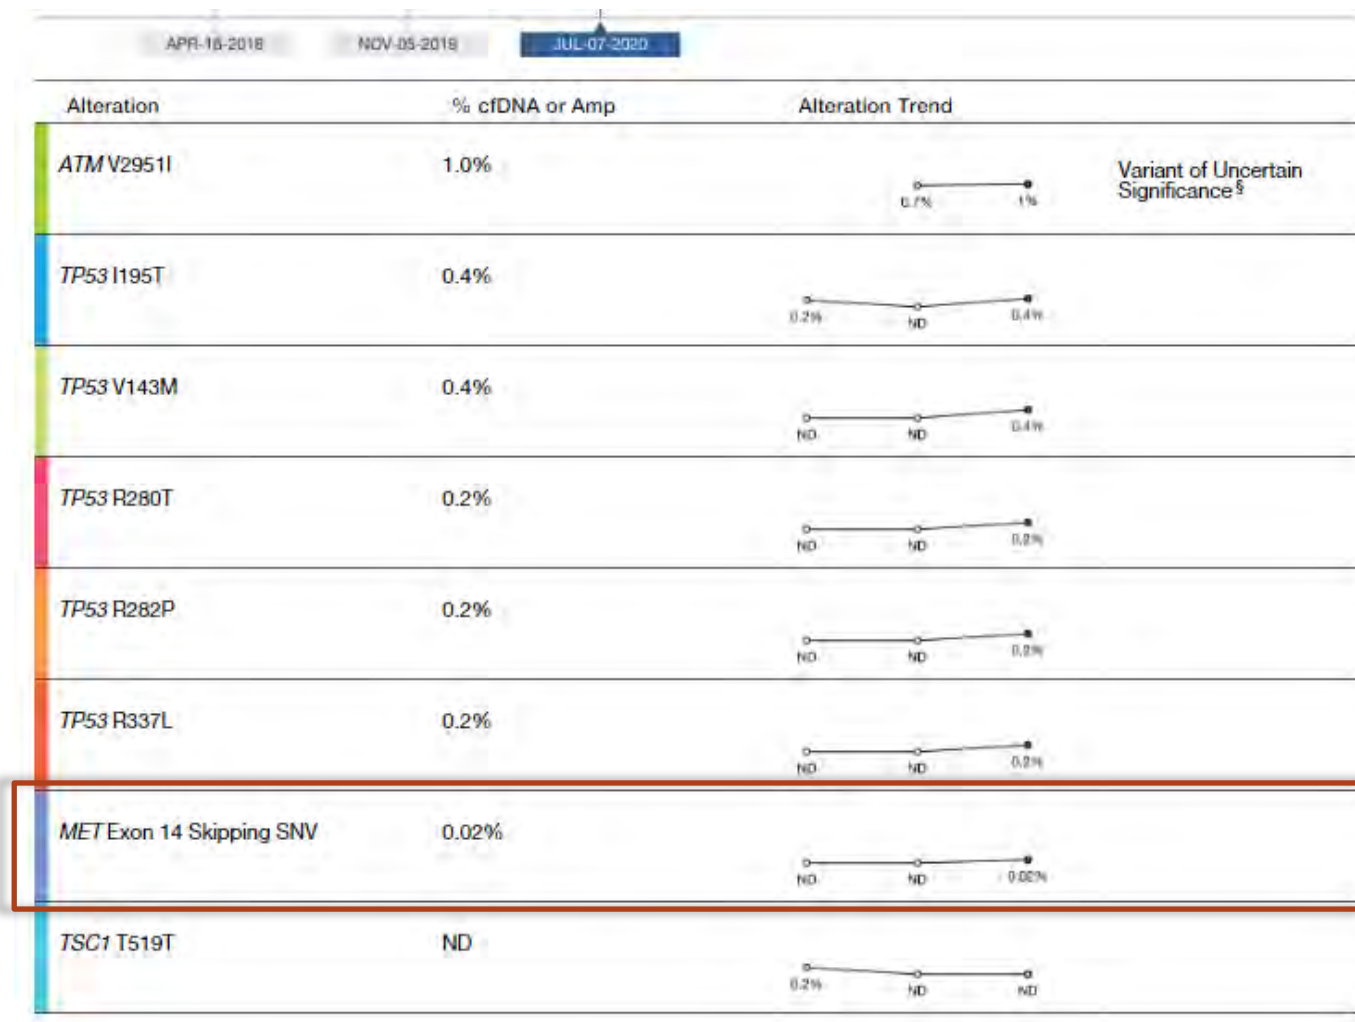 APR-16-2018 NOV-05-2019 JUL-07-2020
Alteration % cfDNA or Amp Alteration Trend
ATM V2951I 1.0% Variant of Uncertain
Significance §
0.7% 1%
TP53 I195T 0.4%
0.2% ND 0.4%
TP53 V143M 0.4%
ND ND 0.4%
TP53 R280T 0.2%
ND ND 0.2%
TP53 R282P 0.2%
ND ND 0.2%
TP53 R337L 0.2%
ND ND 0.2%
MET Exon 14 Skipping SNV 0.02%
ND ND 0.02%
TSC1 T519T ND
0.2% ND ND